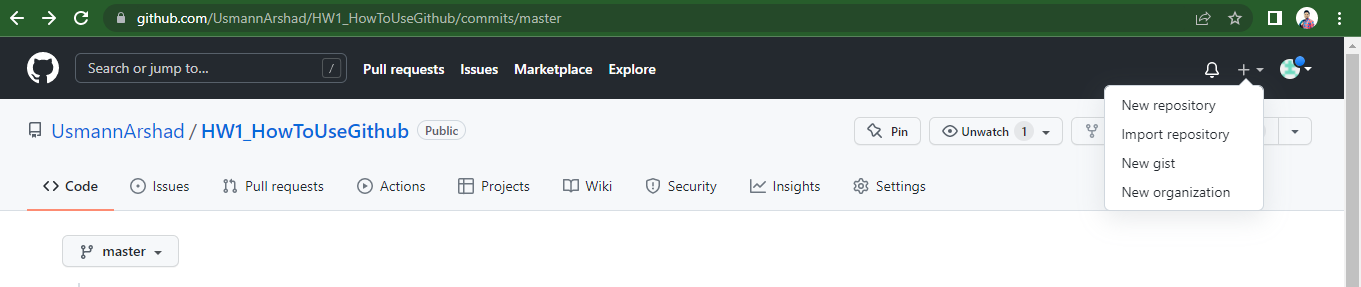 github.com/UsmannArshad/HW1_HowToUseGithub/commits/master
Search or jump to... / Pull requests Issues Marketplace Explore
New repository
Import repository
New gist
New organization
UsmannArshad / HW1_HowToUseGithub Public Pin Unwatch 1
Code Issues Pull requests Actions Projects Wiki Security Insights Settings
master